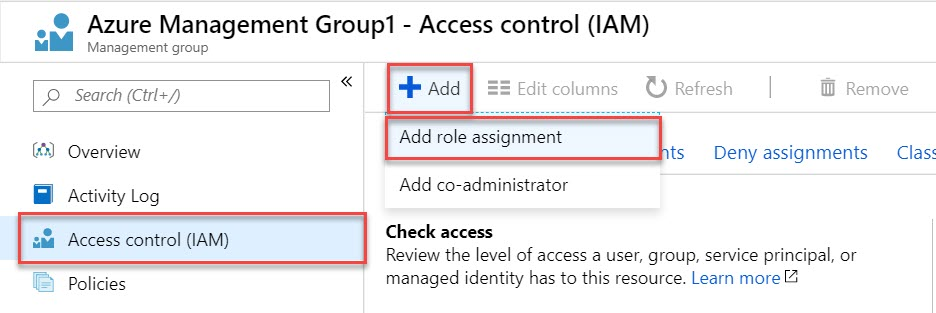 Azure Management Group1 - Access control (IAM)
Management group
Search (Ctrl+/)
«
Add
Edit columns
Refresh
Remove
Add role assignment
Add co-administrator
Deny assignments
Overview
Activity Log
Access control (IAM)
Policies
Check access
Review the level of access a user, group, service principal, or
managed identity has to this resource. Learn more